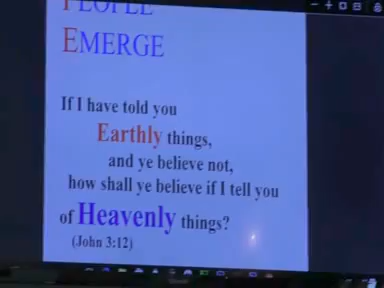 PEOPLE
EMERGE
If I have told you
Earthly things,
and ye believe not,
how shall ye believe if I tell you
of Heavenly things?
(John 3:12)